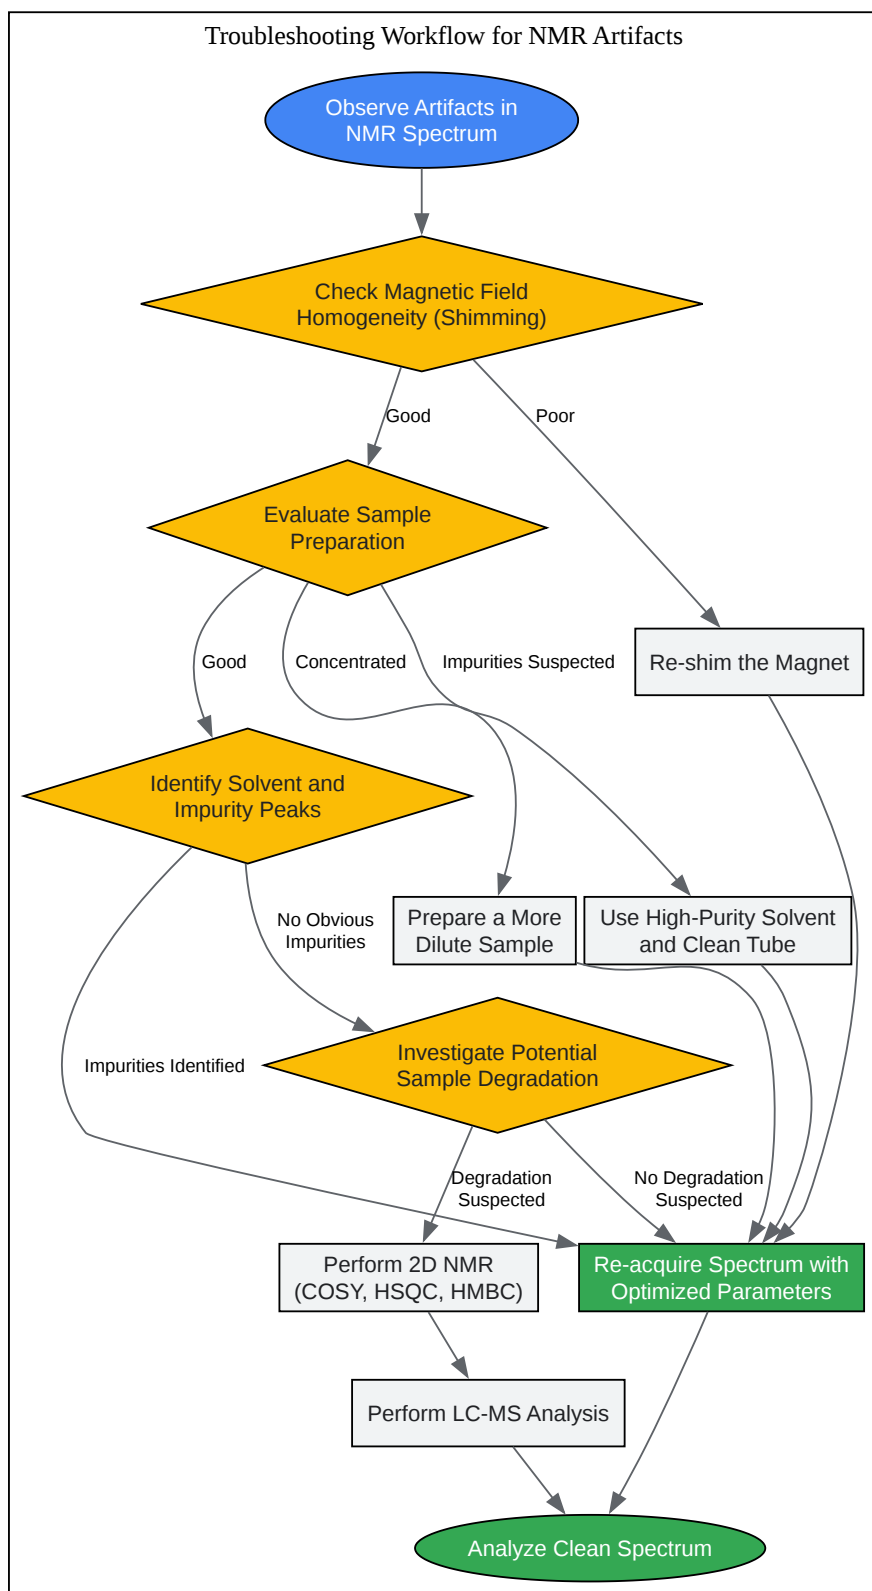 Troubleshooting Workflow for NMR Artifacts
Observe Artifacts in
NMR Spectrum
Check Magnetic Field
Homogeneity (Shimming)
Good
Poor
Evaluate Sample
Preparation
Good
Concentrated
Impurities Suspected
Re-shim the Magnet
Identify Solvent and
Impurity Peaks
No Obvious
Impurities
Prepare a More
Dilute Sample
Use High-Purity Solvent
and Clean Tube
Impurities Identified
Investigate Potential
Sample Degradation
Degradation
Suspected
No Degradation
Suspected
Perform 2D NMR
(COSY, HSQC, HMBC)
Re-acquire Spectrum with
Optimized Parameters
Perform LC-MS Analysis
Analyze Clean Spectrum